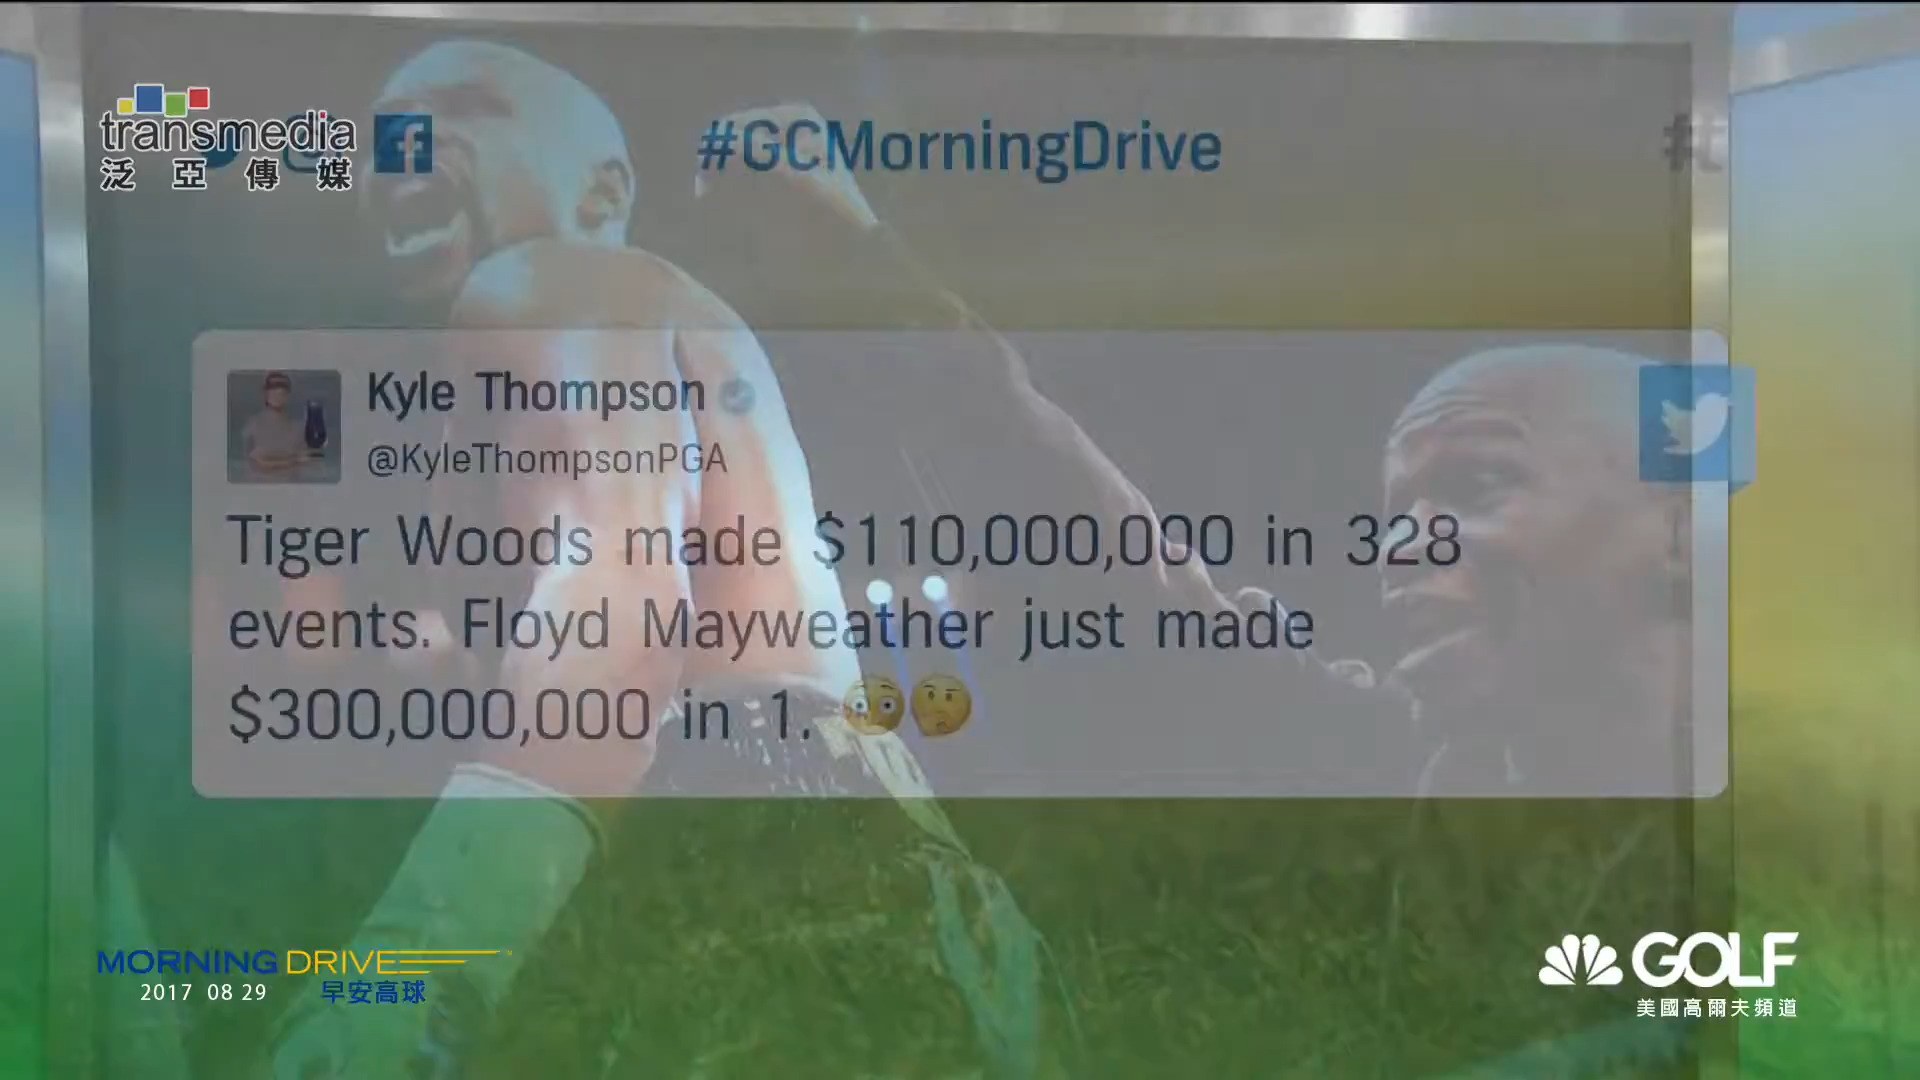 transmedia
泛亞傳媒
#GCMorningDrive
Kyle Thompson
@KyleThompsonPGA
Tiger Woods made $110,000,000 in 328
events. Floyd Mayweather just made
$300,000,000 in 1. 😳🤔
MORNING DRIVE
2017 08 29 早安高球
GOLF
美國高爾夫頻道